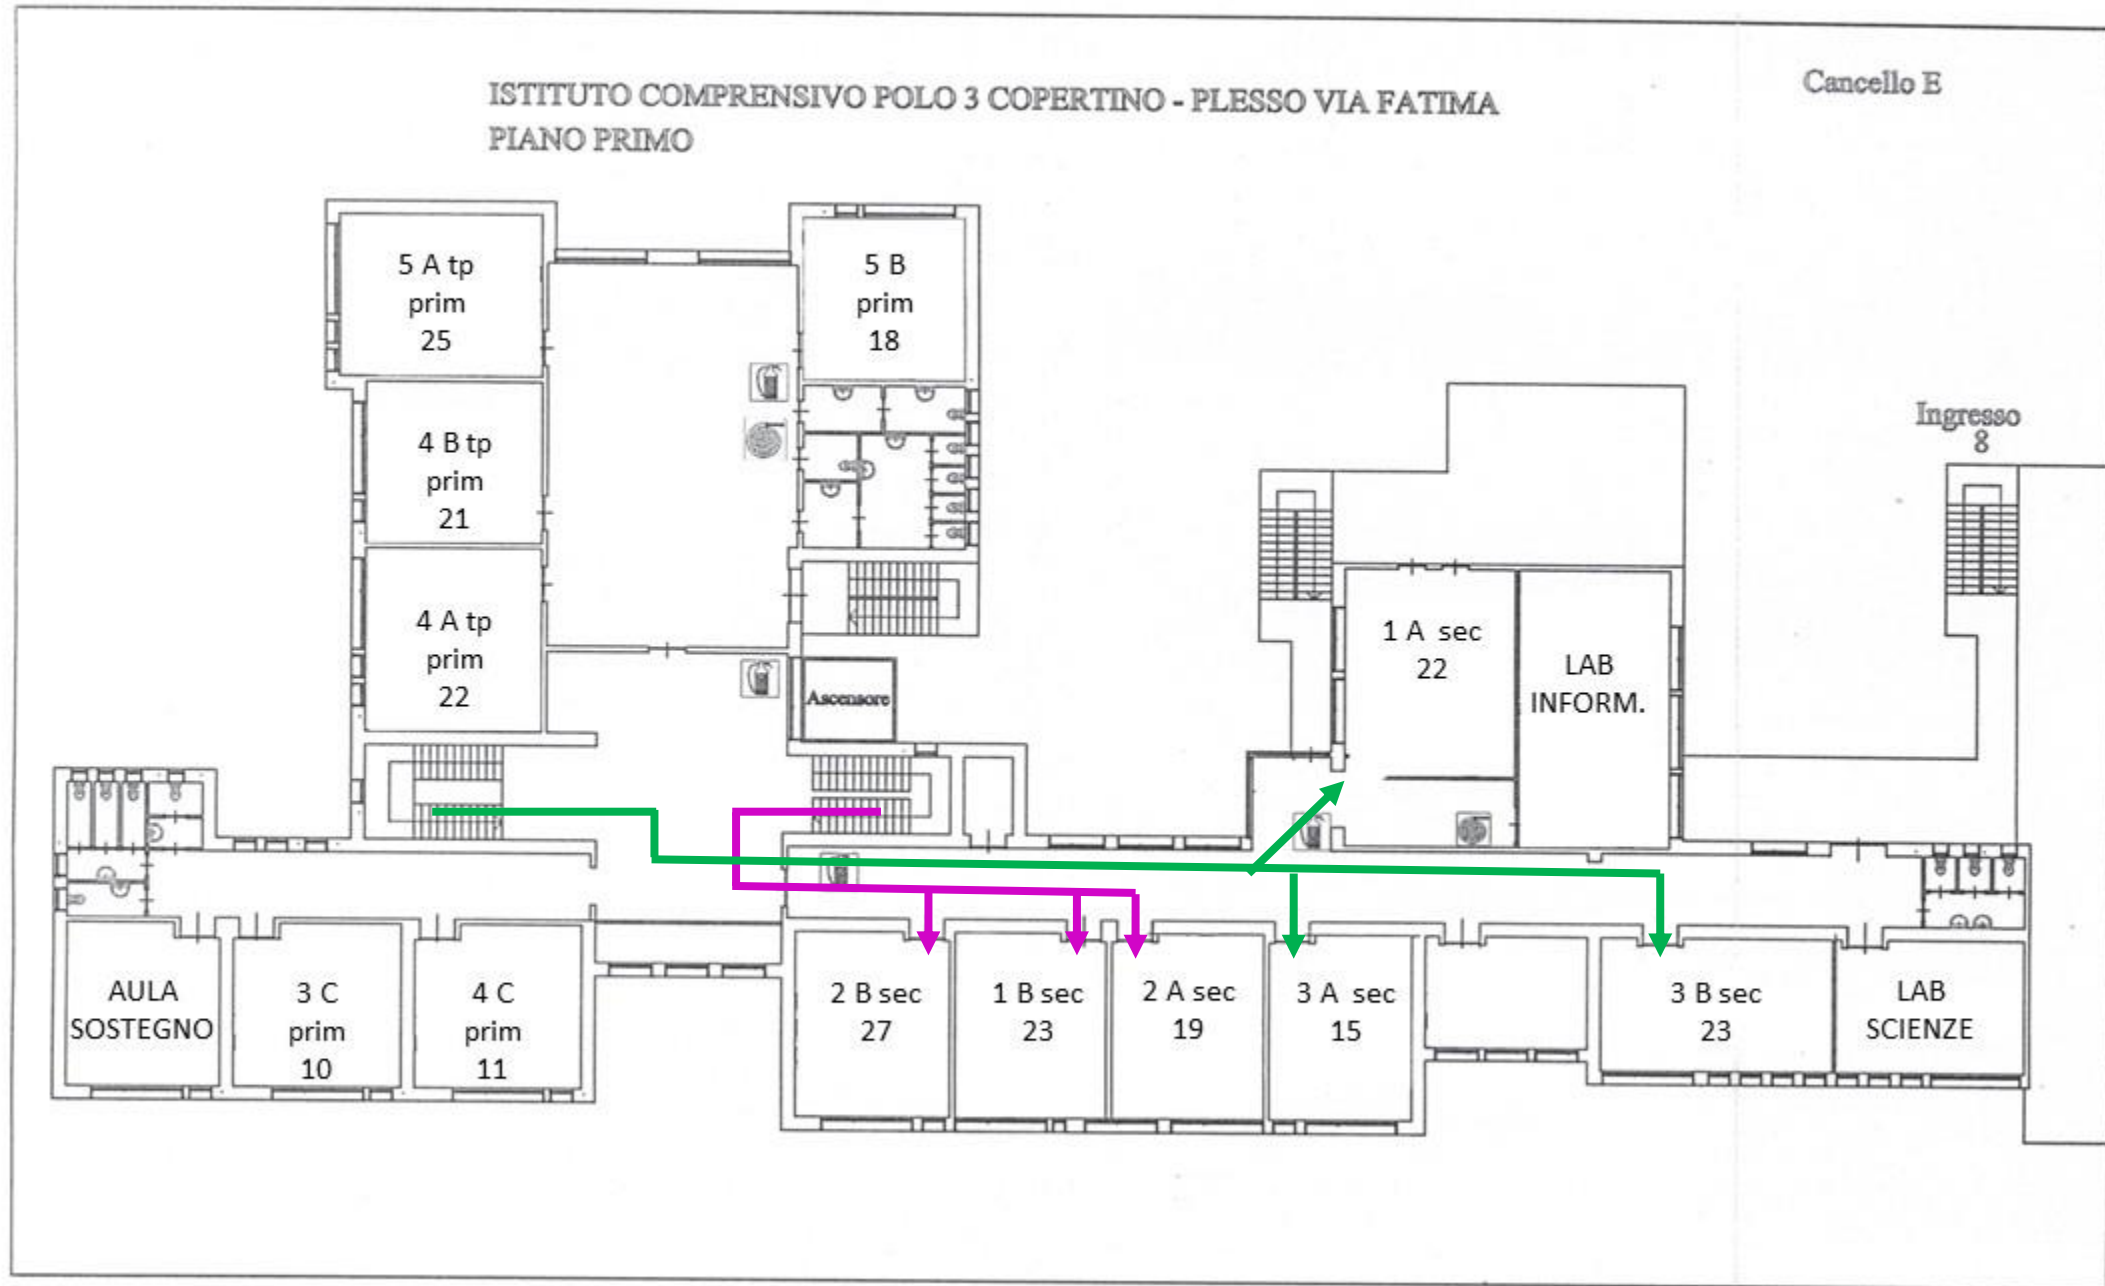 Cancello E
ISTITUTO COMPRENSIVO POLO 3 COPERTINO - PLESSO VIA FATIMA
PIANO PRIMO
5 A tp
prim
25
5 B
prim
18
4 B tp
prim
21
Ingresso
8
4 A tp
prim
22
Ascensore
1 A sec
22
LAB
INFORM.
AULA
SOSTEGNO
3 C
prim
10
4 C
prim
11
2 B sec
27
1 B sec
23
2 A sec
19
3 A sec
15
3 B sec
23
LAB
SCIENZE